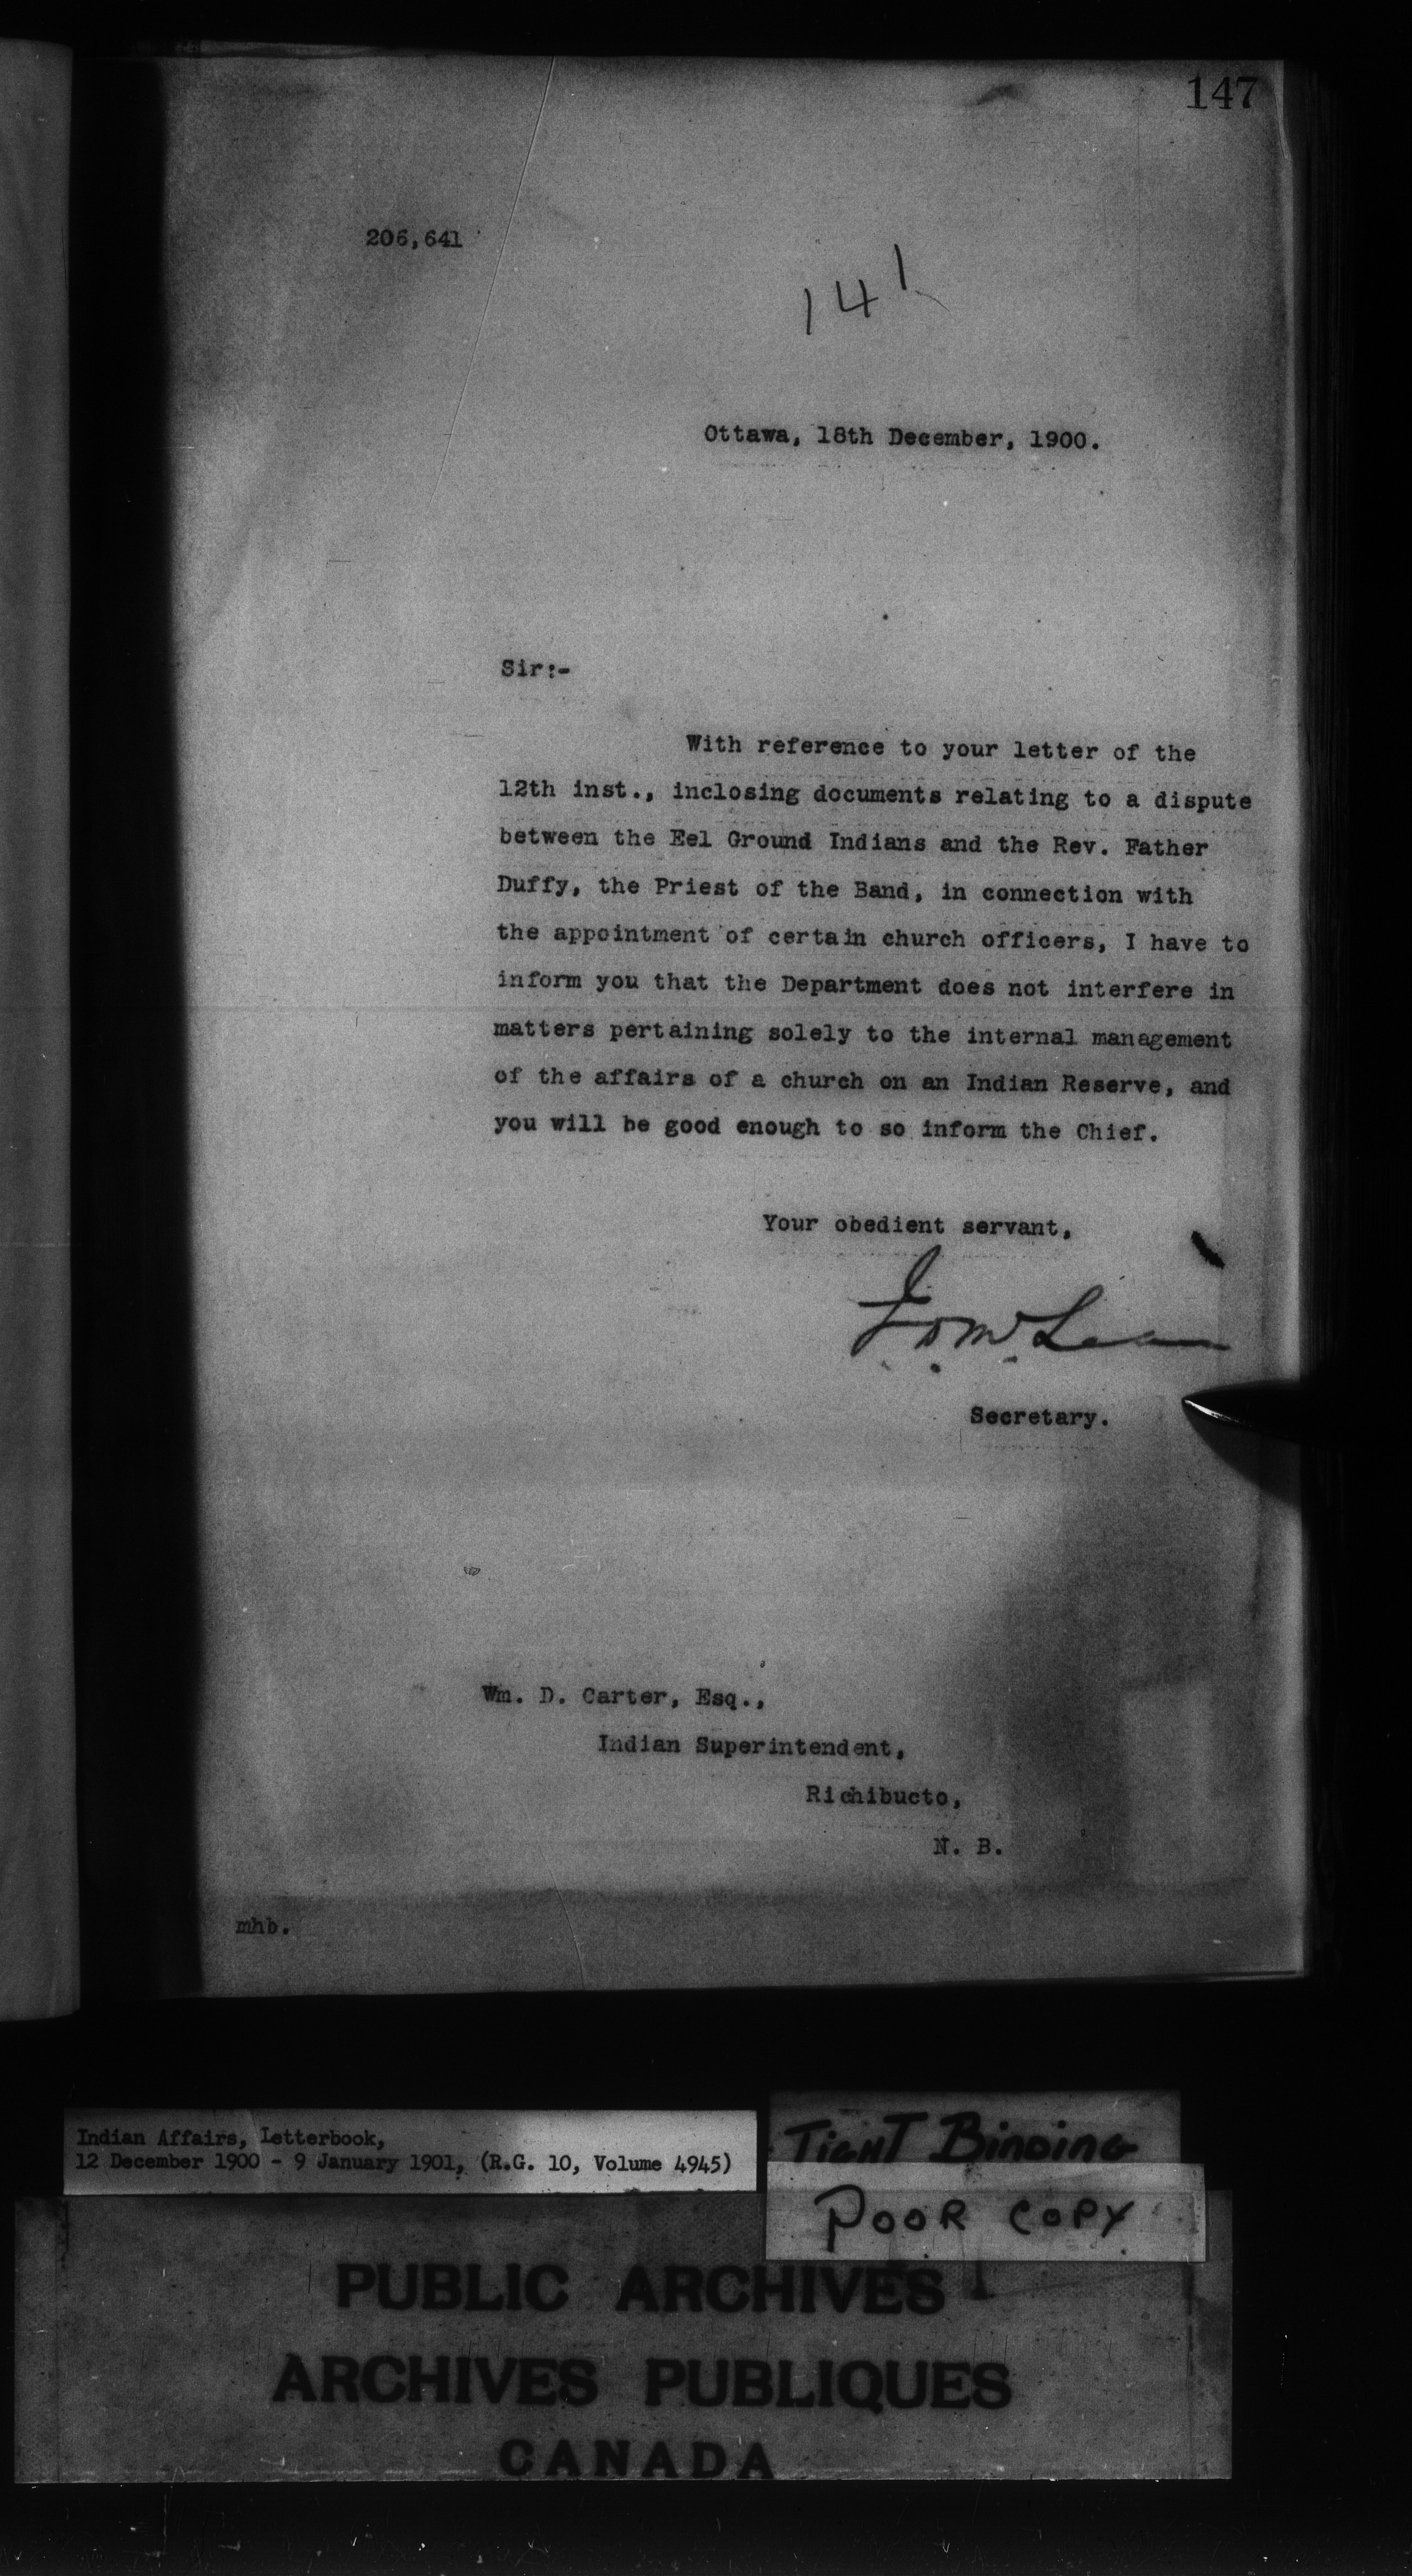 147
206,641
141
Ottawa, 18th December, 1900.
Sir:-
With reference to your letter of the
12th inst., inclosing documents relating to a dispute
between the Eel Ground Indians and the Rev. Father
Duffy, the Priest of the Band, in connection with
the appointment of certain church officers, I have to
inform you that the Department does not interfere in
matters pertaining solely to the internal management
of the affairs of a church on an Indian Reserve, and
you will be good enough to so inform the Chief.
Your obedient servant,
J. D. McLean
Secretary.
Wm. D. Carter, Esq.,
Indian Superintendent,
Richibucto,
N. B.
mhb.
Indian Affairs, Letterbook,
12 December 1900 - 9 January 1901, (R.G. 10, Volume 4945)
TIGHT BINDING
POOR COPY
PUBLIC ARCHIVES
ARCHIVES PUBLIQUES
CANADA